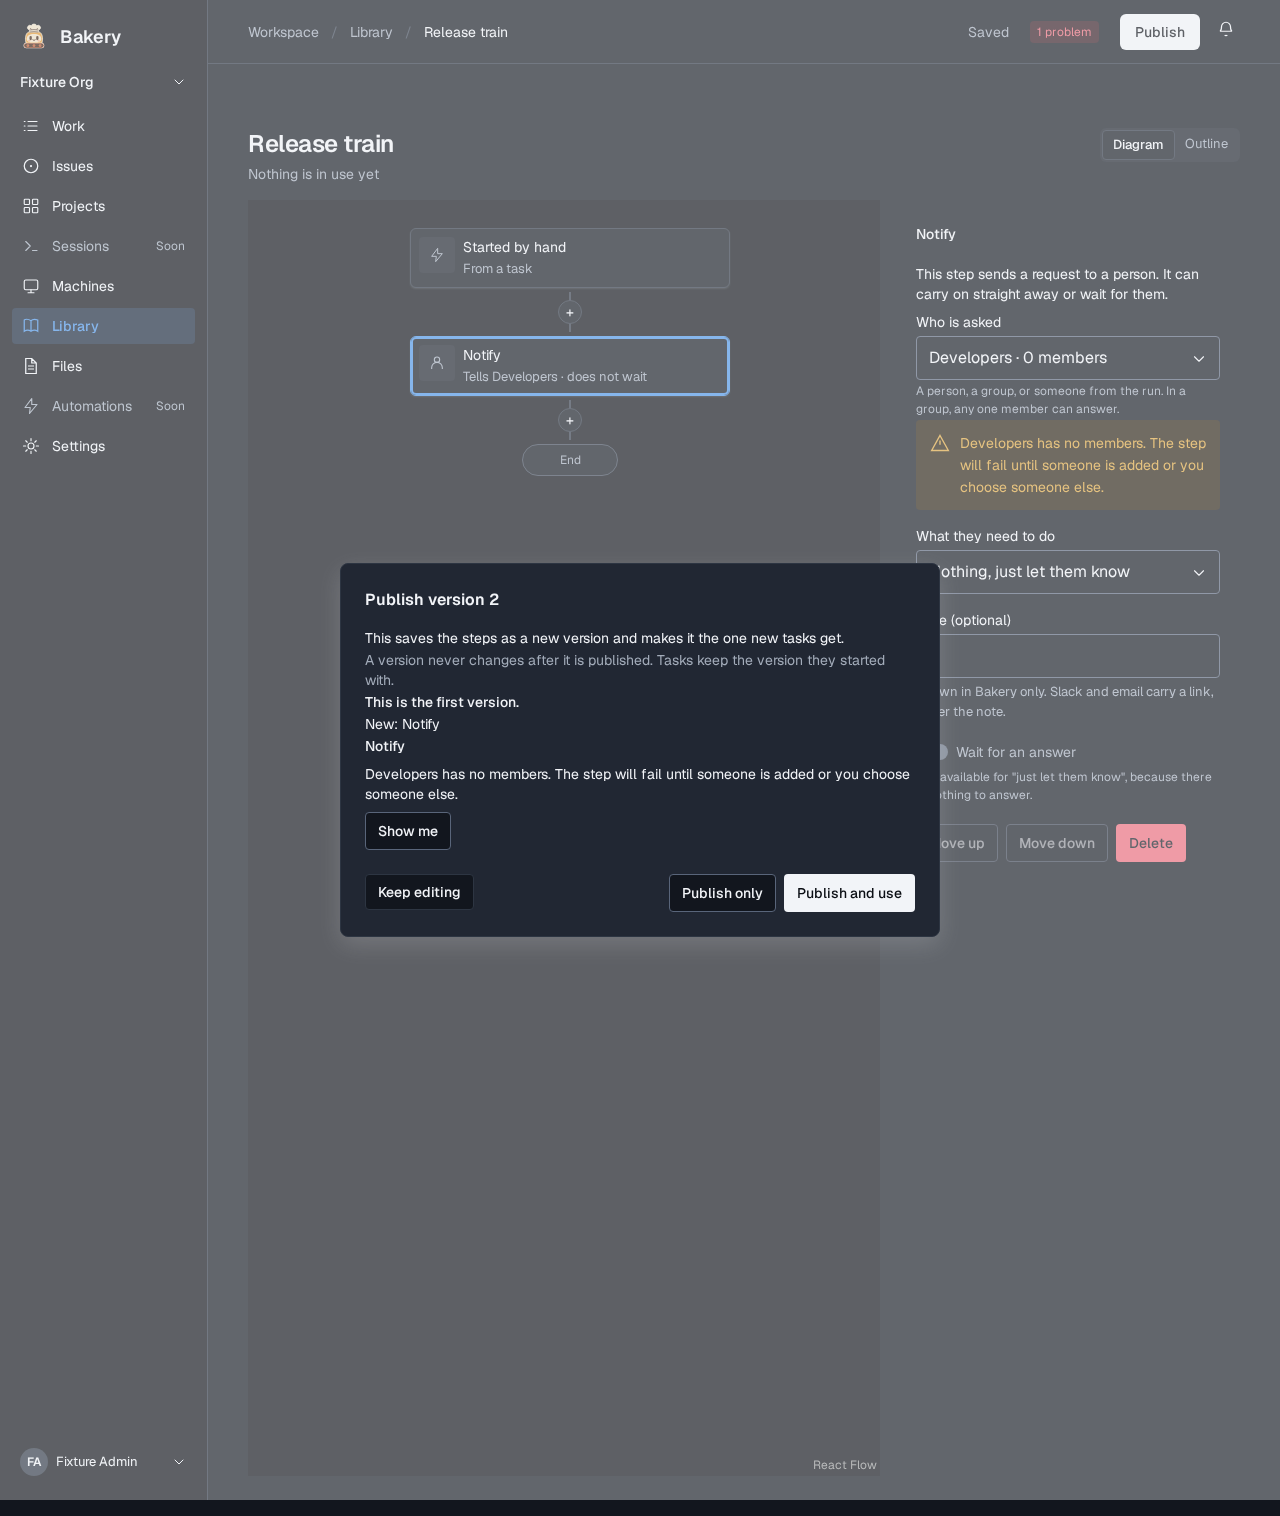 Bakery
Workspace / Library / Release train
Saved
1 problem
Publish
Fixture Org
Work
Issues
Projects
Sessions Soon
Machines
Library
Files
Automations Soon
Settings
Release train
Nothing is in use yet
Diagram
Outline
Started by hand
From a task
+
Notify
Tells Developers · does not wait
+
End
Notify
This step sends a request to a person. It can
carry on straight away or wait for them.
Who is asked
Developers · 0 members
A person, a group, or someone from the run. In a
group, any one member can answer.
Developers has no members. The step
will fail until someone is added or you
choose someone else.
What they need to do
othing, just let them know
(optional)
in Bakery only. Slack and email carry a link,
the note.
Wait for an answer
available for "just let them know", because there
to answer.
ove up
Move down
Delete
Publish version 2
This saves the steps as a new version and makes it the one new tasks get.
A version never changes after it is published. Tasks keep the version they started
with.
This is the first version.
New: Notify
Notify
Developers has no members. The step will fail until someone is added or you choose
someone else.
Show me
Keep editing
Publish only
Publish and use
React Flow
FA
Fixture Admin